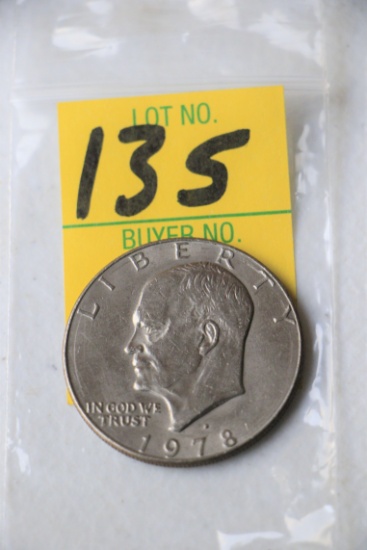 LOT NO.
135
BUYER NO.
LIBERTY
IN GOD WE
TRUST
1978